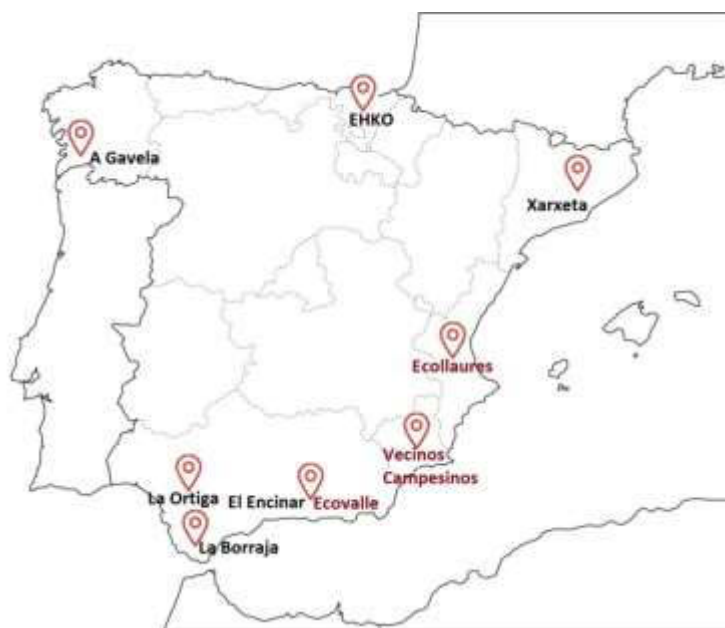 EHKO
A Gavela
Xarxeta
Ecollaures
Vecinos
Campesinos
La Ortiga
El Encinar Ecovalle
La Borraja